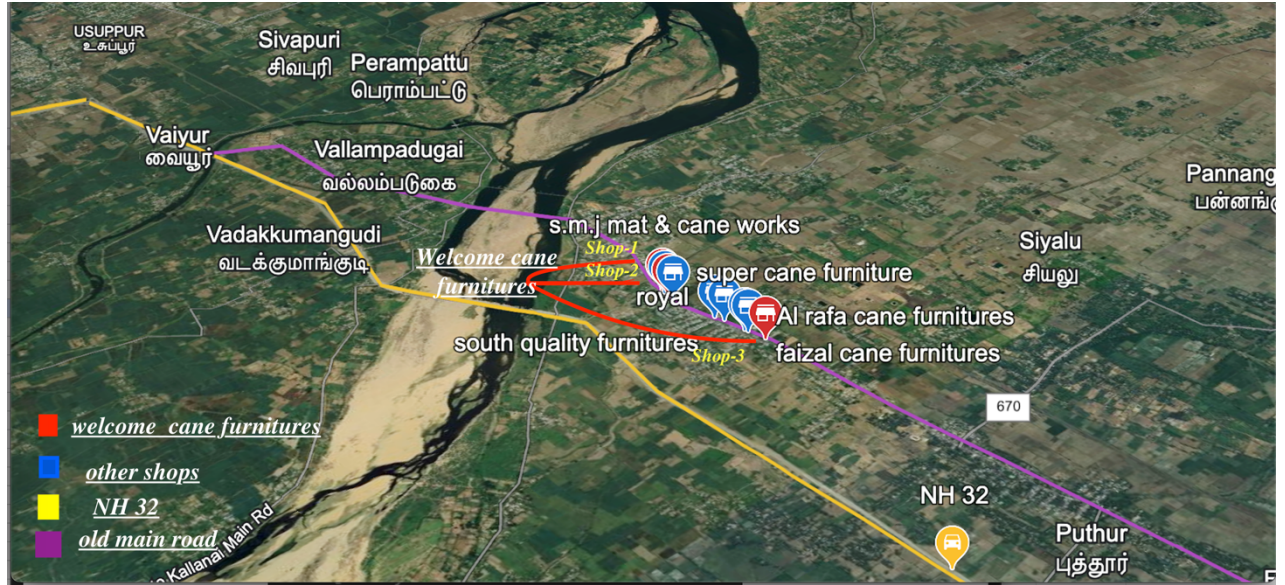 USUPPUR
உசுப்பூர்
Sivapuri
சிவபுரி
Perampattu
பெராம்பட்டு
Vaiyur
வையூர்
Vallampadugai
வல்லம்படுகை
Pannang
பன்னங்கு
s.m.j mat & cane works
Vadakkumangudi
வடக்குமாங்குடி
Siyalu
சியலு
Shop-1
Welcome cane
furnitures
Shop-2
super cane furniture
royal
Al rafa cane furnitures
south quality furnitures
Shop-3
faizal cane furnitures
670
welcome cane furnitures
other shops
NH 32
old main road
NH 32
Puthur
புத்தூர்
Kallanai Main Rd